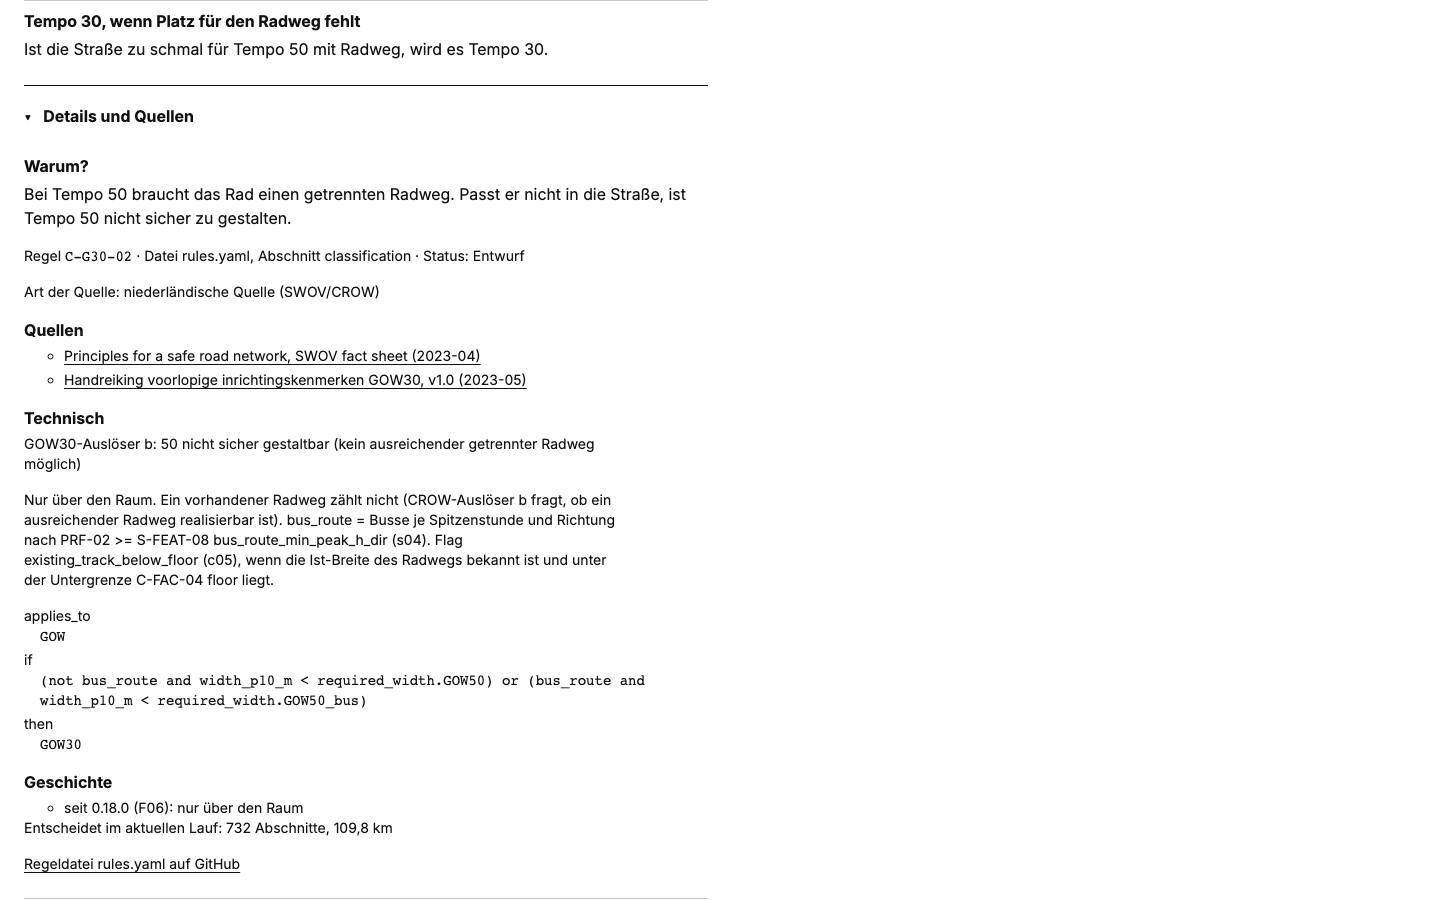 Tempo 30, wenn Platz für den Radweg fehlt
Ist die Straße zu schmal für Tempo 50 mit Radweg, wird es Tempo 30.
▾ Details und Quellen
Warum?
Bei Tempo 50 braucht das Rad einen getrennten Radweg. Passt er nicht in die Straße, ist
Tempo 50 nicht sicher zu gestalten.
Regel C-G30-02 · Datei rules.yaml, Abschnitt classification · Status: Entwurf
Art der Quelle: niederländische Quelle (SWOV/CROW)
Quellen
◦ Principles for a safe road network, SWOV fact sheet (2023-04)
◦ Handreiking voorlopige inrichtingskenmerken GOW30, v1.0 (2023-05)
Technisch
GOW30-Auslöser b: 50 nicht sicher gestaltbar (kein ausreichender getrennter Radweg
möglich)
Nur über den Raum. Ein vorhandener Radweg zählt nicht (CROW-Auslöser b fragt, ob ein
ausreichender Radweg realisierbar ist). bus_route = Busse je Spitzenstunde und Richtung
nach PRF-02 >= S-FEAT-08 bus_route_min_peak_h_dir (s04). Flag
existing_track_below_floor (c05), wenn die Ist-Breite des Radwegs bekannt ist und unter
der Untergrenze C-FAC-04 floor liegt.
applies_to
GOW
if
(not bus_route and width_p10_m < required_width.GOW50) or (bus_route and
width_p10_m < required_width.GOW50_bus)
then
GOW30
Geschichte
◦ seit 0.18.0 (F06): nur über den Raum
Entscheidet im aktuellen Lauf: 732 Abschnitte, 109,8 km
Regeldatei rules.yaml auf GitHub